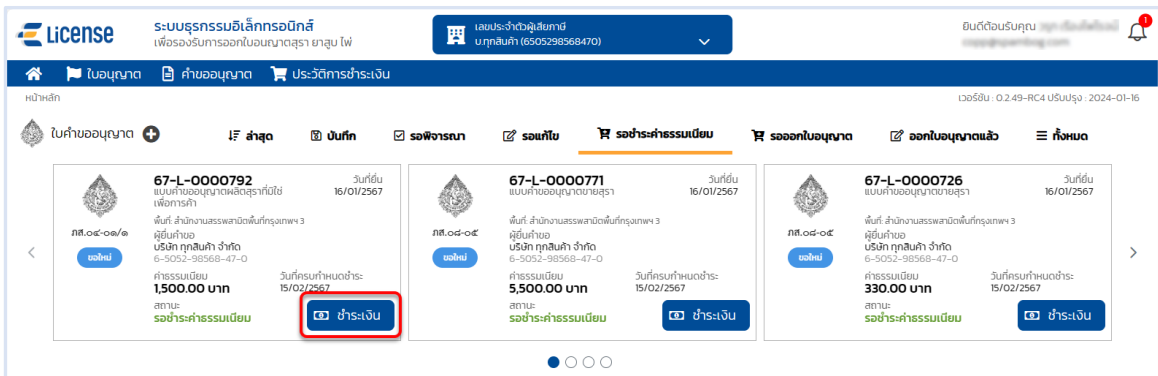 License
ระบบธุรกรรมอิเล็กทรอนิกส์
เพื่อรองรับการออกใบอนุญาตสุรา ยาสูบ ไพ่
เลขประจำตัวผู้เสียภาษี
บ.ทุกสินค้า (6505298568470)
ยินดีต้อนรับคุณ
1
ใบอนุญาต คำขออนุญาต ประวัติการชำระเงิน
หน้าหลัก
เวอร์ชัน : 0.2.49-RC4 ปรับปรุง : 2024-01-16
ใบคำขออนุญาต ล่าสุด บันทึก รอพิจารณา รอแก้ไข รอชำระค่าธรรมเนียม รอออกใบอนุญาต ออกใบอนุญาตแล้ว ทั้งหมด
67-L-0000792
วันที่ยื่น
แบบคำขออนุญาตผลิตสุราที่มิใช่
16/01/2567
เพื่อการค้า
พื้นที่: สำนักงานสรรพสามิตพื้นที่กรุงเทพฯ 3
ภส.๐๔-๐๑/๑
ผู้ยื่นคำขอ
บริษัท ทุกสินค้า จำกัด
ขอใหม่
6-5052-98568-47-0
ค่าธรรมเนียม
วันที่ครบกำหนดชำระ
1,500.00 บาท
15/02/2567
สถานะ
รอชำระค่าธรรมเนียม
ชำระเงิน
67-L-0000771
วันที่ยื่น
แบบคำขออนุญาตขายสุรา
16/01/2567
พื้นที่: สำนักงานสรรพสามิตพื้นที่กรุงเทพฯ 3
ภส.๐๘-๐๕
ผู้ยื่นคำขอ
บริษัท ทุกสินค้า จำกัด
ขอใหม่
6-5052-98568-47-0
ค่าธรรมเนียม
วันที่ครบกำหนดชำระ
5,500.00 บาท
15/02/2567
สถานะ
รอชำระค่าธรรมเนียม
ชำระเงิน
67-L-0000726
วันที่ยื่น
แบบคำขออนุญาตขายสุรา
16/01/2567
พื้นที่: สำนักงานสรรพสามิตพื้นที่กรุงเทพฯ 3
ภส.๐๘-๐๕
ผู้ยื่นคำขอ
บริษัท ทุกสินค้า จำกัด
ขอใหม่
6-5052-98568-47-0
ค่าธรรมเนียม
วันที่ครบกำหนดชำระ
330.00 บาท
15/02/2567
สถานะ
รอชำระค่าธรรมเนียม
ชำระเงิน